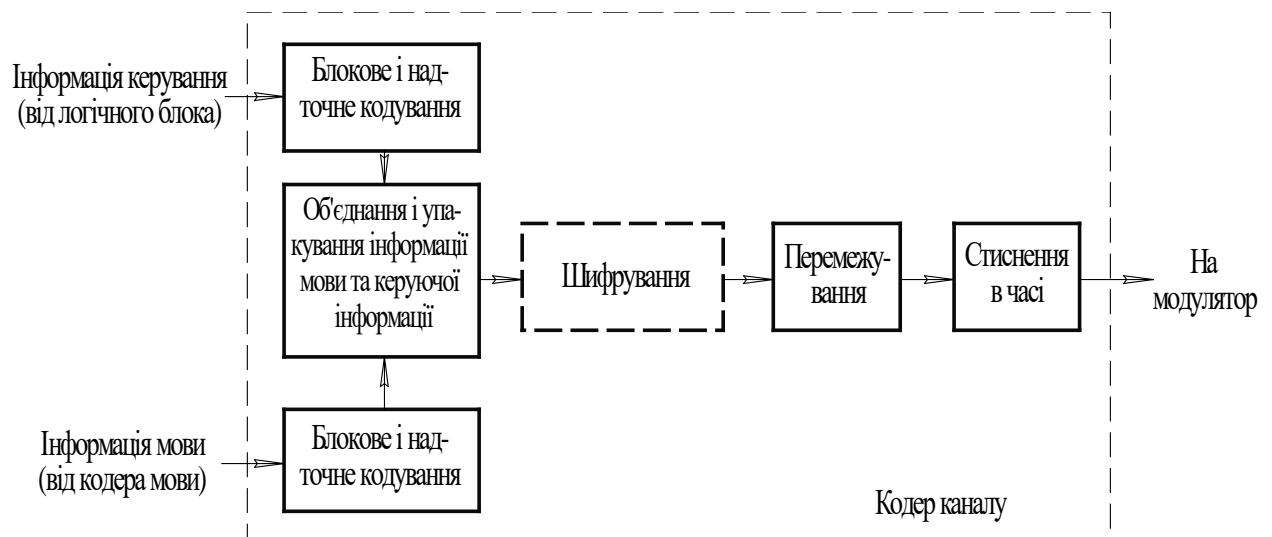 Інформація керування
(від логічного блока)
Блокове і над-
точне кодування
Об'єднання і упа-
кування інформації
мови та керуючої
інформації
Шифрування
Перемежу-
вання
Стиснення
в часі
На
модулятор
Інформація мови
(від кодера мови)
Блокове і над-
точне кодування
Кодер каналу